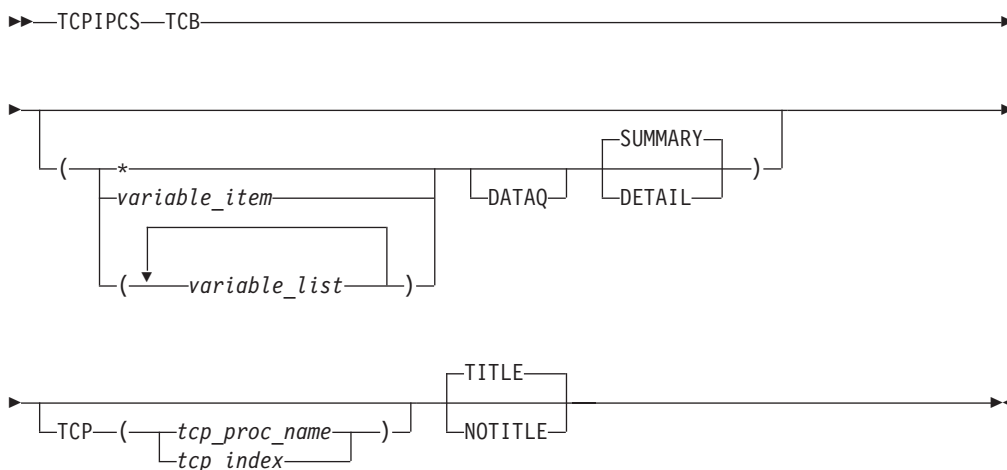 TCPIPCS TCB
SUMMARY
( * )
variable_item DATAQ DETAIL
( variable_list )
TITLE
TCP ( tcp_proc_name ) NOTITLE
tcp_index